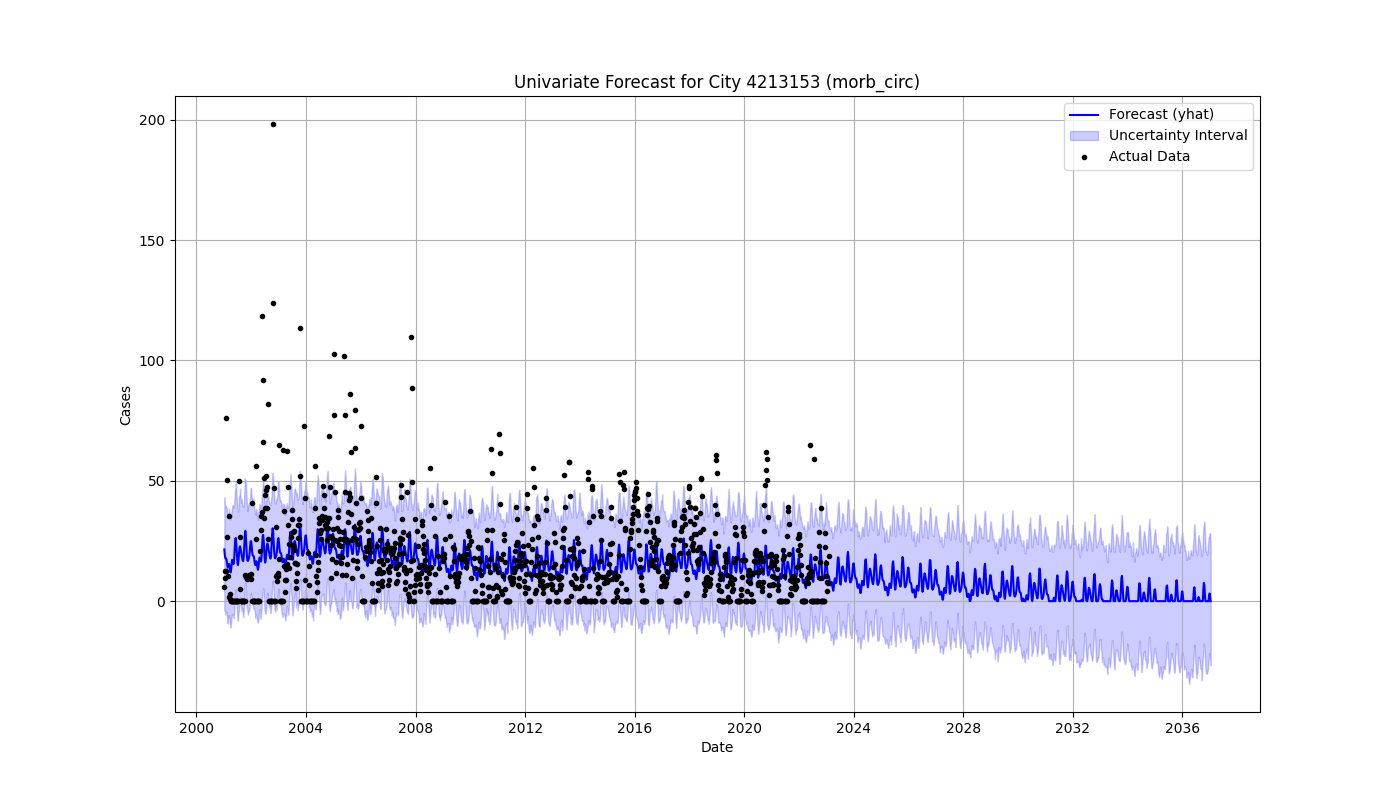 Univariate Forecast for City 4213153 (morb_circ)
Forecast (yhat)
Uncertainty Interval
Actual Data
Cases
200
150
100
50
0
2000 2004 2008 2012 2016 2020 2024 2028 2032 2036
Date